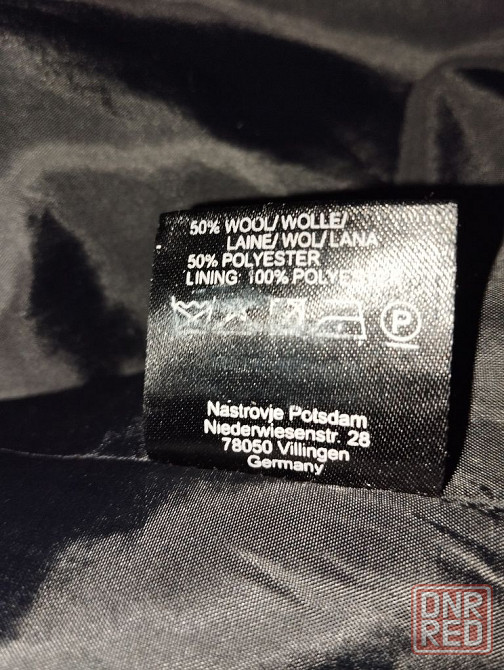 50% WOOL/WOLLE/
LAINE/WOL/LANA
50% POLYESTER
LINING 100% POLYESTER
P
Nastrovje Potsdam
Niederwiesenstr. 28
78050 Villingen
Germany
DNR
RED